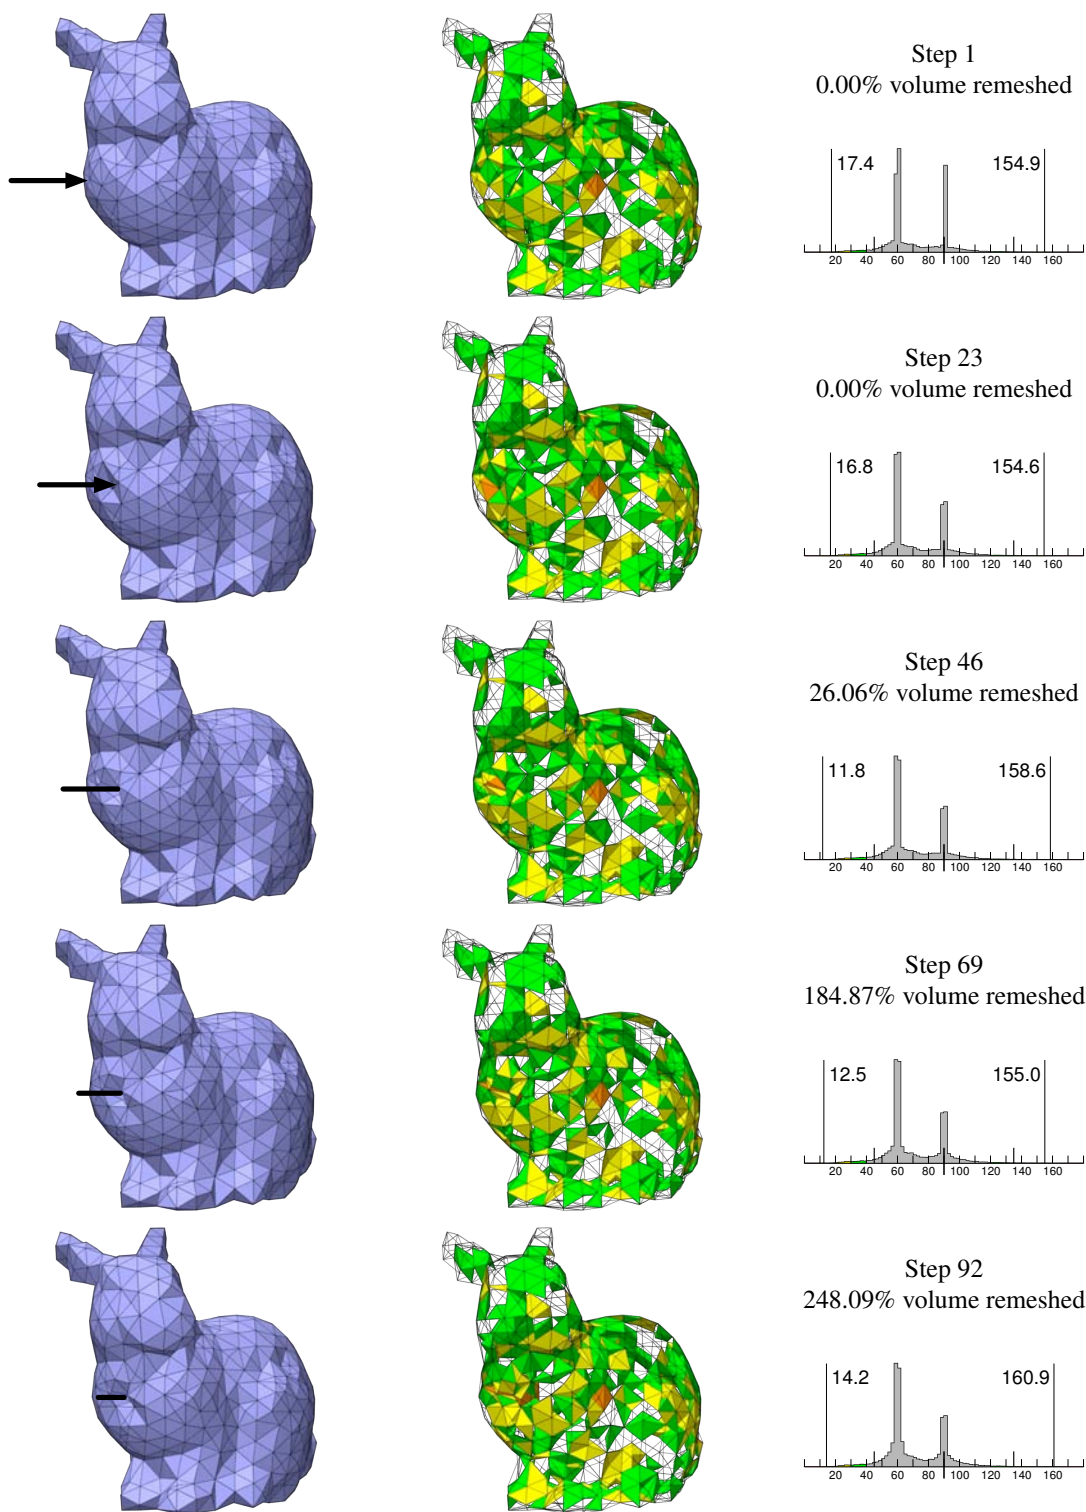 Step 1
0.00% volume remeshed
17.4 154.9
20 40 60 80 100 120 140 160
Step 23
0.00% volume remeshed
16.8 154.6
20 40 60 80 100 120 140 160
Step 46
26.06% volume remeshed
11.8 158.6
20 40 60 80 100 120 140 160
Step 69
184.87% volume remeshed
12.5 155.0
20 40 60 80 100 120 140 160
Step 92
248.09% volume remeshed
14.2 160.9
20 40 60 80 100 120 140 160